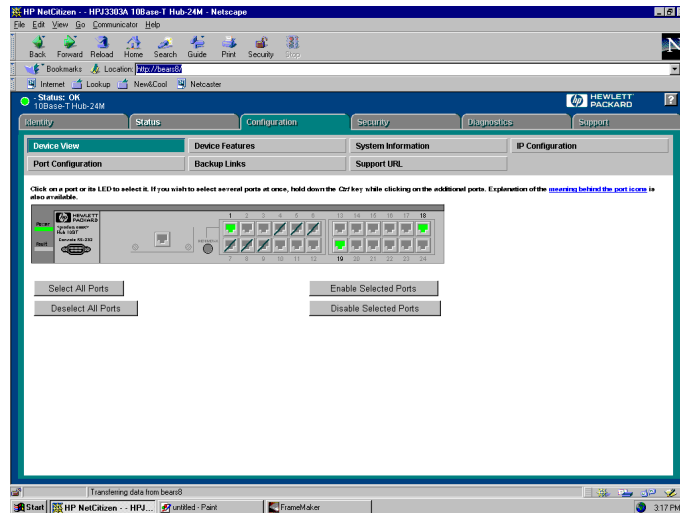 HP NetCitizen - - HPJ3303A 10Base-T Hub-24M - Netscape
File Edit View Go Communicator Help
Back Forward Reload Home Search Guide Print Security Stop
Bookmarks Location: http://bears8/
Internet Lookup New&Cool Netcaster
- Status: OK
10Base-T Hub-24M
HEWLETT
PACKARD
?
Identity Status Configuration Security Diagnostics Support
Device View Device Features System Information IP Configuration
Port Configuration Backup Links Support URL
Click on a port or its LED to select it. If you wish to select several ports at once, hold down the Ctrl key while clicking on the additional ports. Explanation of the meaning behind the port icons is
also available.
HEWLETT
PACKARD
Power
Hub 10BT
Fault
Console RS-232
1 2 3 4 5 6 13 14 15 16 17 18
7 8 9 10 11 12 19 20 21 22 23 24
Select All Ports Enable Selected Ports
Deselect All Ports Disable Selected Ports
Transferring data from bears8
Start HP NetCitizen - - HPJ... untitled - Paint FrameMaker 3:17 PM